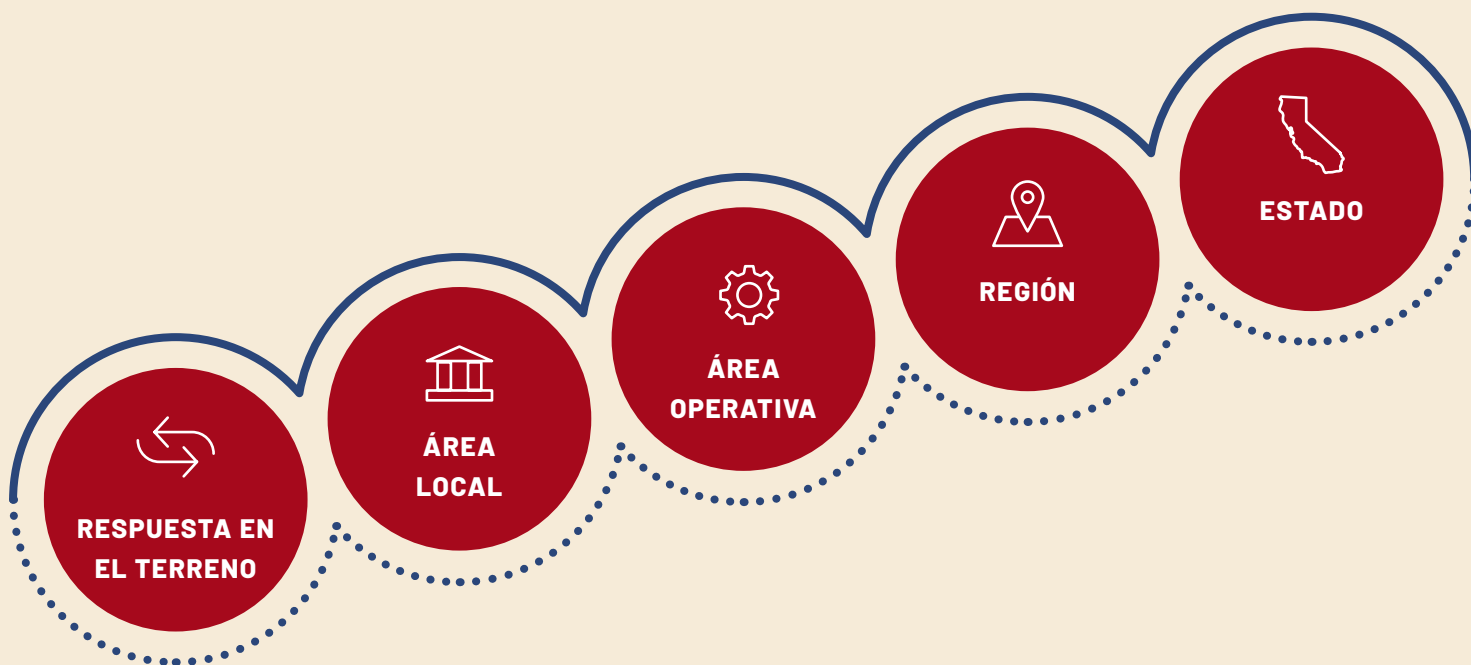 RESPUESTA EN
EL TERRENO
ÁREA
LOCAL
ÁREA
OPERATIVA
REGIÓN
ESTADO